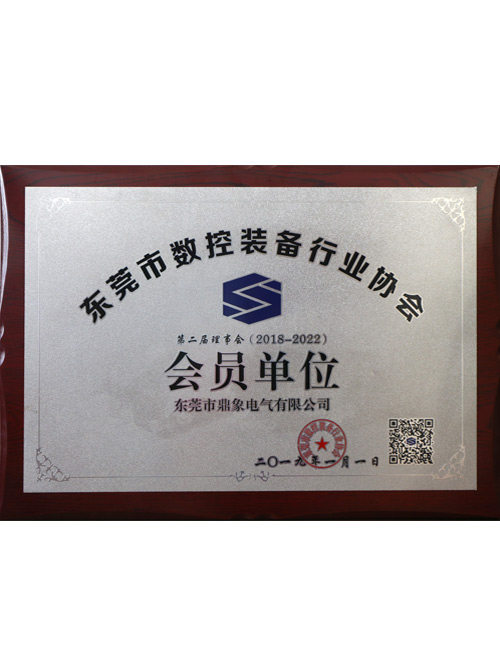 东莞市数控装备行业协会
第二届理事会(2018-2022)
会员单位
东莞市鼎象电气有限公司
二〇一九年一月一日